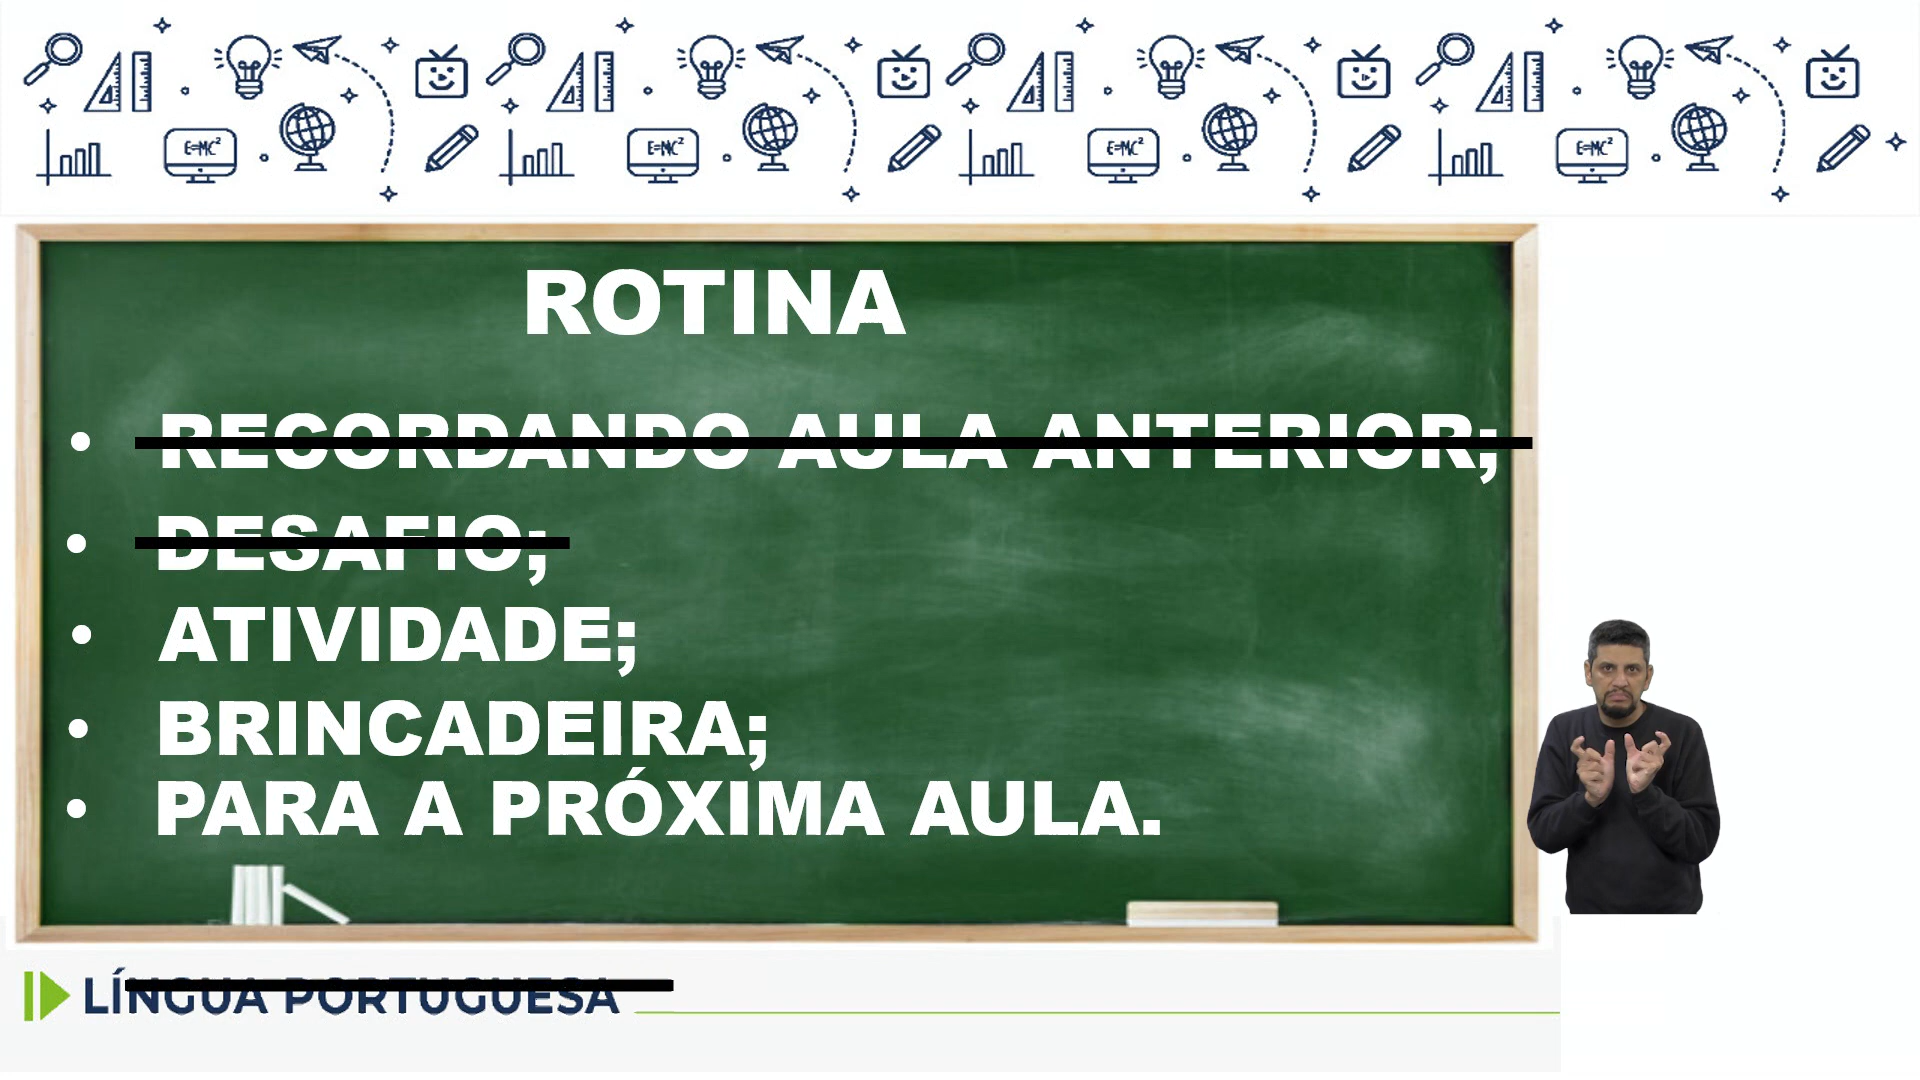 E=MC² E=MC² E=MC² E=MC²
ROTINA
• RECORDANDO AULA ANTERIOR;
• DESAFIO;
• ATIVIDADE;
• BRINCADEIRA;
• PARA A PRÓXIMA AULA.
LÍNGUA PORTUGUESA